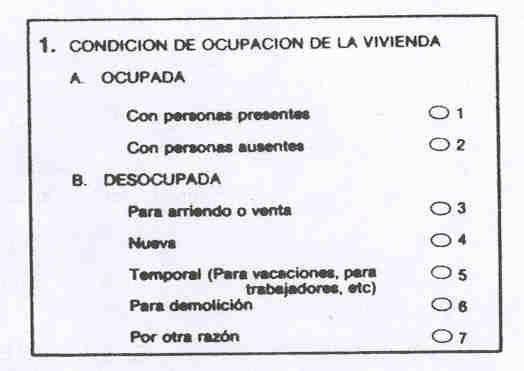 1. CONDICION DE OCUPACION DE LA VIVIENDA
A. OCUPADA
Con personas presentes 1
Con personas ausentes 2
B. DESOCUPADA
Para arriendo o venta 3
Nueva 4
Temporal (Para vacaciones, para 5
trabajadores, etc)
Para demolición 6
Por otra razón 7